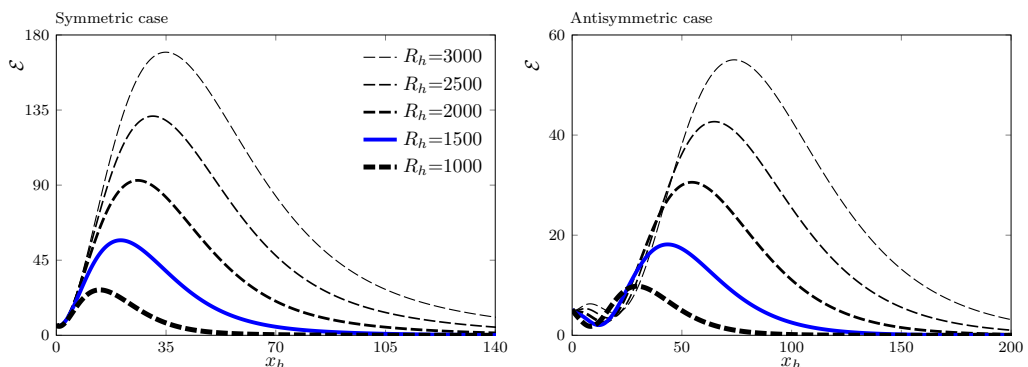 Symmetric case
180
135
90
45
0
ℰ
R_h=3000
R_h=2500
R_h=2000
R_h=1500
R_h=1000
0 35 70 105 140
x_h
Antisymmetric case
60
40
20
0
ℰ
0 50 100 150 200
x_h